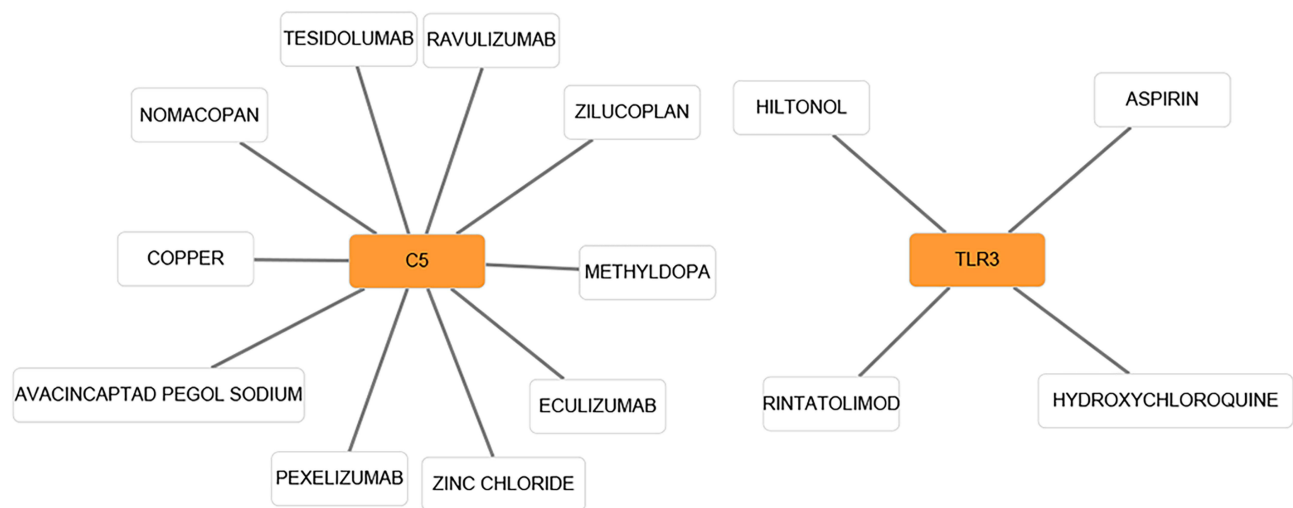 TESIDOLUMAB
RAVULIZUMAB
NOMACOPAN
ZILUCOPLAN
COPPER
C5
METHYLDOPA
AVACINCAPTAD PEGOL SODIUM
ECULIZUMAB
PEXELIZUMAB
ZINC CHLORIDE
HILTONOL
ASPIRIN
TLR3
RINTATOLIMOD
HYDROXYCHLOROQUINE